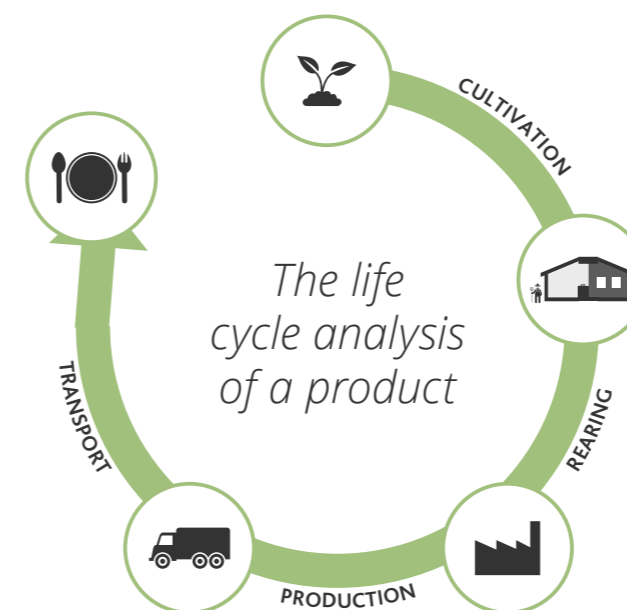 CULTIVATION
The life
cycle analysis
of a product
REARING
TRANSPORT
PRODUCTION